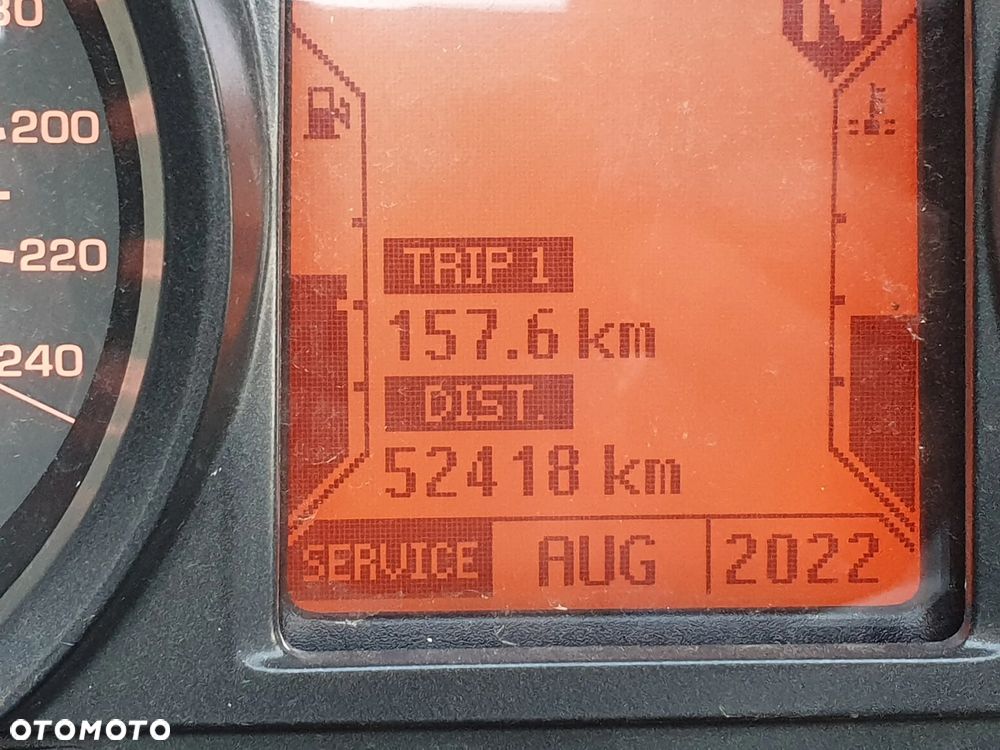 200
220
240
N
TRIP 1
157.6 km
DIST.
52418 km
SERVICE AUG 2022
OTOMOTO